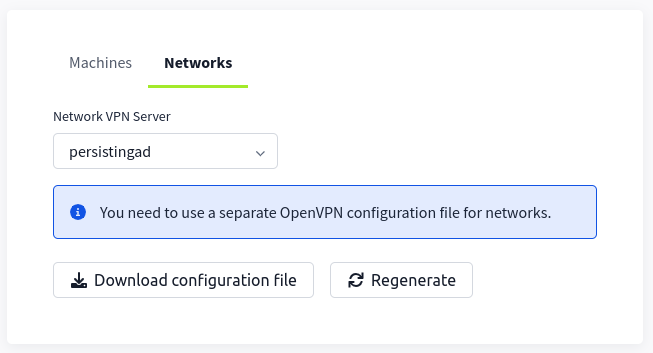 Machines Networks
Network VPN Server
persistingad
You need to use a separate OpenVPN configuration file for networks.
Download configuration file Regenerate